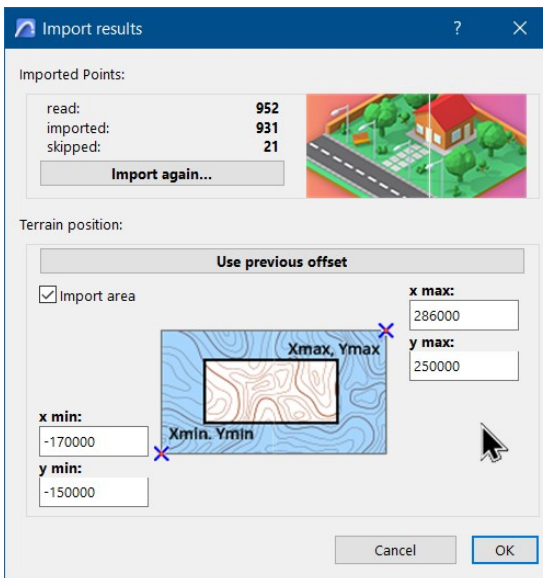 Import results
Imported Points:
read: 952
imported: 931
skipped: 21
Import again...
Terrain position:
Use previous offset
Import area
x max:
286000
y max:
250000
Xmax, Ymax
x min:
-170000
Xmin. Ymin
y min:
-150000
Cancel OK